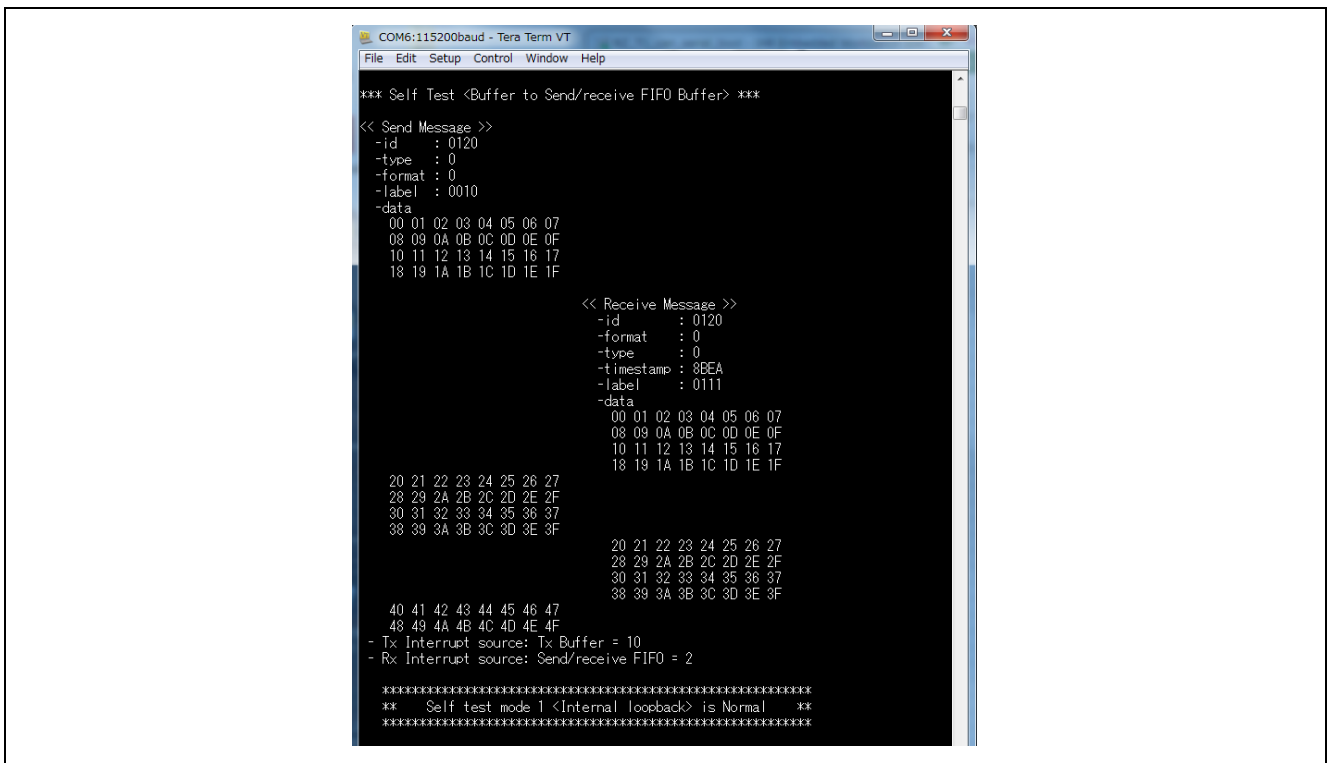 COM6:115200baud - Tera Term VT
File Edit Setup Control Window Help
*** Self Test <Buffer to Send/receive FIFO Buffer> ***
<< Send Message >>
-id : 0120
-type : 0
-format : 0
-label : 0010
-data
00 01 02 03 04 05 06 07
08 09 0A 0B 0C 0D 0E 0F
10 11 12 13 14 15 16 17
18 19 1A 1B 1C 1D 1E 1F
<< Receive Message >>
-id : 0120
-format : 0
-type : 0
-timestamp : 8BEA
-label : 0111
-data
00 01 02 03 04 05 06 07
08 09 0A 0B 0C 0D 0E 0F
10 11 12 13 14 15 16 17
18 19 1A 1B 1C 1D 1E 1F
20 21 22 23 24 25 26 27
28 29 2A 2B 2C 2D 2E 2F
30 31 32 33 34 35 36 37
38 39 3A 3B 3C 3D 3E 3F
20 21 22 23 24 25 26 27
28 29 2A 2B 2C 2D 2E 2F
30 31 32 33 34 35 36 37
38 39 3A 3B 3C 3D 3E 3F
40 41 42 43 44 45 46 47
48 49 4A 4B 4C 4D 4E 4F
- Tx Interrupt source: Tx Buffer = 10
- Rx Interrupt source: Send/receive FIFO = 2
**********************************************************
** Self test mode 1 <Internal loopback> is Normal **
**********************************************************